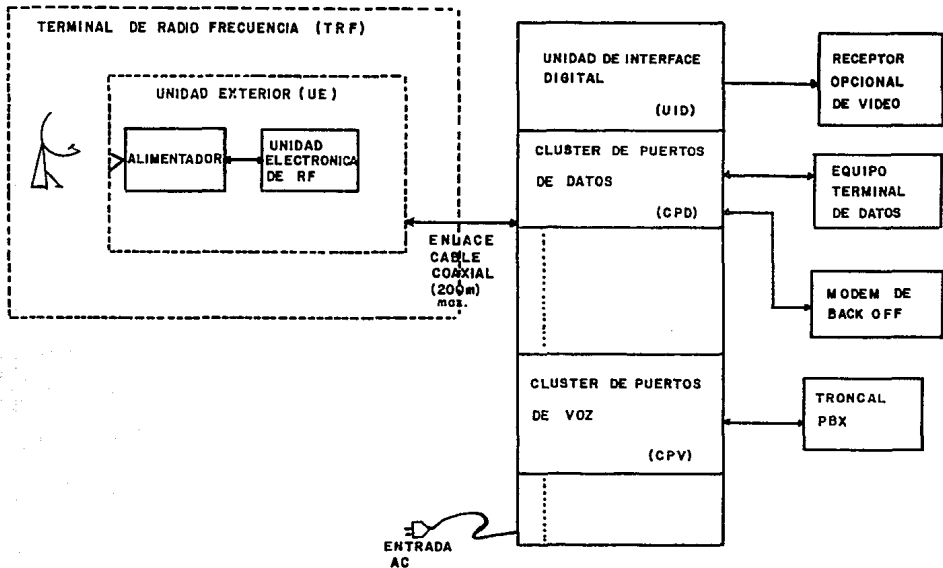 TERMINAL DE RADIO FRECUENCIA (TRF)
UNIDAD EXTERIOR (UE)
ALIMENTADOR
UNIDAD
ELECTRONICA
DE RF
ENLACE
CABLE
COAXIAL
(200m)
max.
UNIDAD DE INTERFACE
DIGITAL
(UID)
CLUSTER DE PUERTOS
DE DATOS
(CPD)
CLUSTER DE PUERTOS
DE VOZ
(CPV)
ENTRADA
AC
RECEPTOR
OPCIONAL
DE VIDEO
EQUIPO
TERMINAL
DE DATOS
MODEM DE
BACK OFF
TRONCAL
PBX